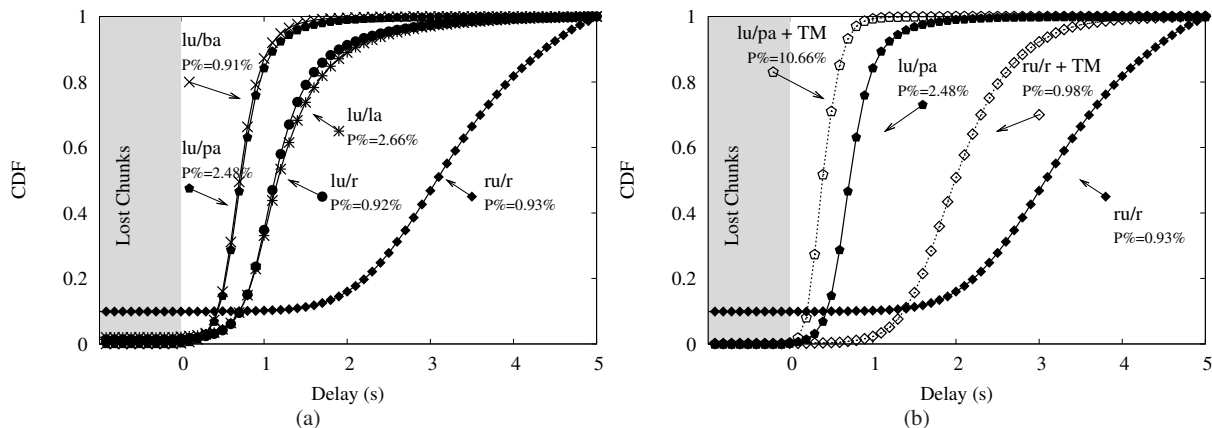 1
0.8
0.6
0.4
0.2
0
CDF
Lost Chunks
lu/ba
P%=0.91%
lu/pa
P%=2.48%
lu/la
P%=2.66%
lu/r
P%=0.92%
ru/r
P%=0.93%
0 1 2 3 4 5
Delay (s)
(a)
1
0.8
0.6
0.4
0.2
0
CDF
Lost Chunks
lu/pa + TM
P%=10.66%
lu/pa
P%=2.48%
ru/r + TM
P%=0.98%
ru/r
P%=0.93%
0 1 2 3 4 5
Delay (s)
(b)